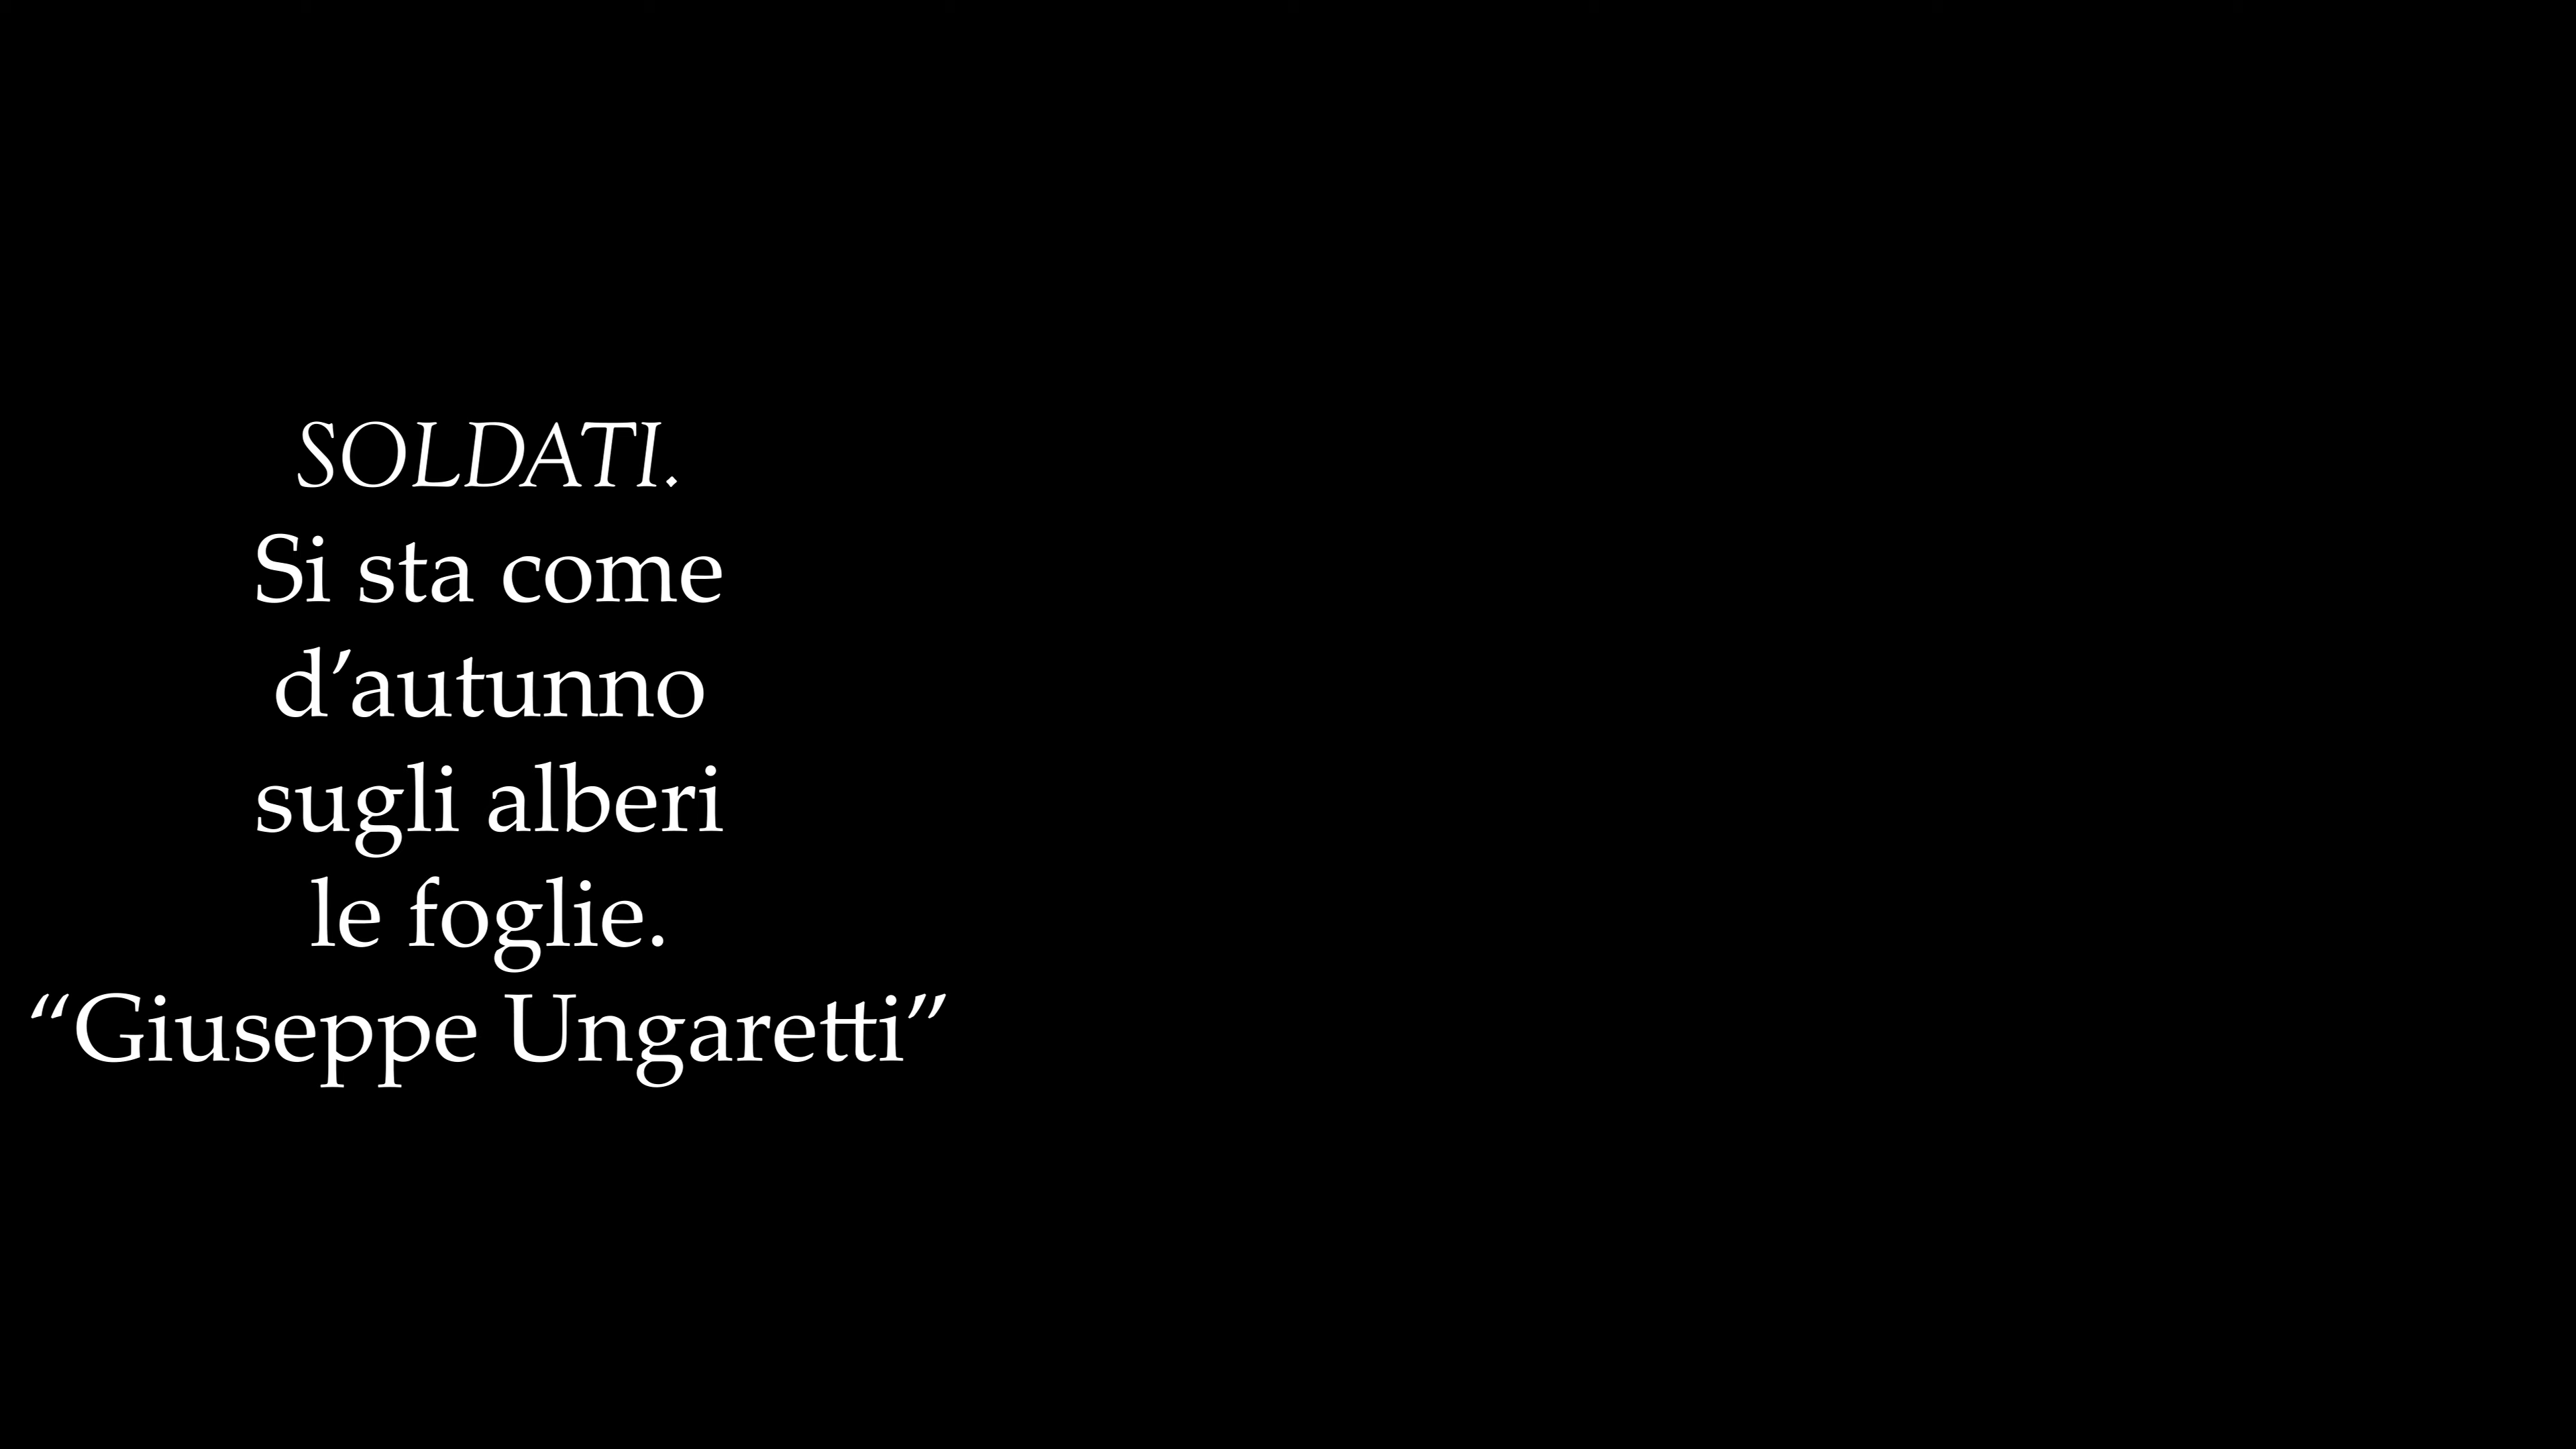 SOLDATI.
Si sta come
d’autunno
sugli alberi
le foglie.
“Giuseppe Ungaretti”